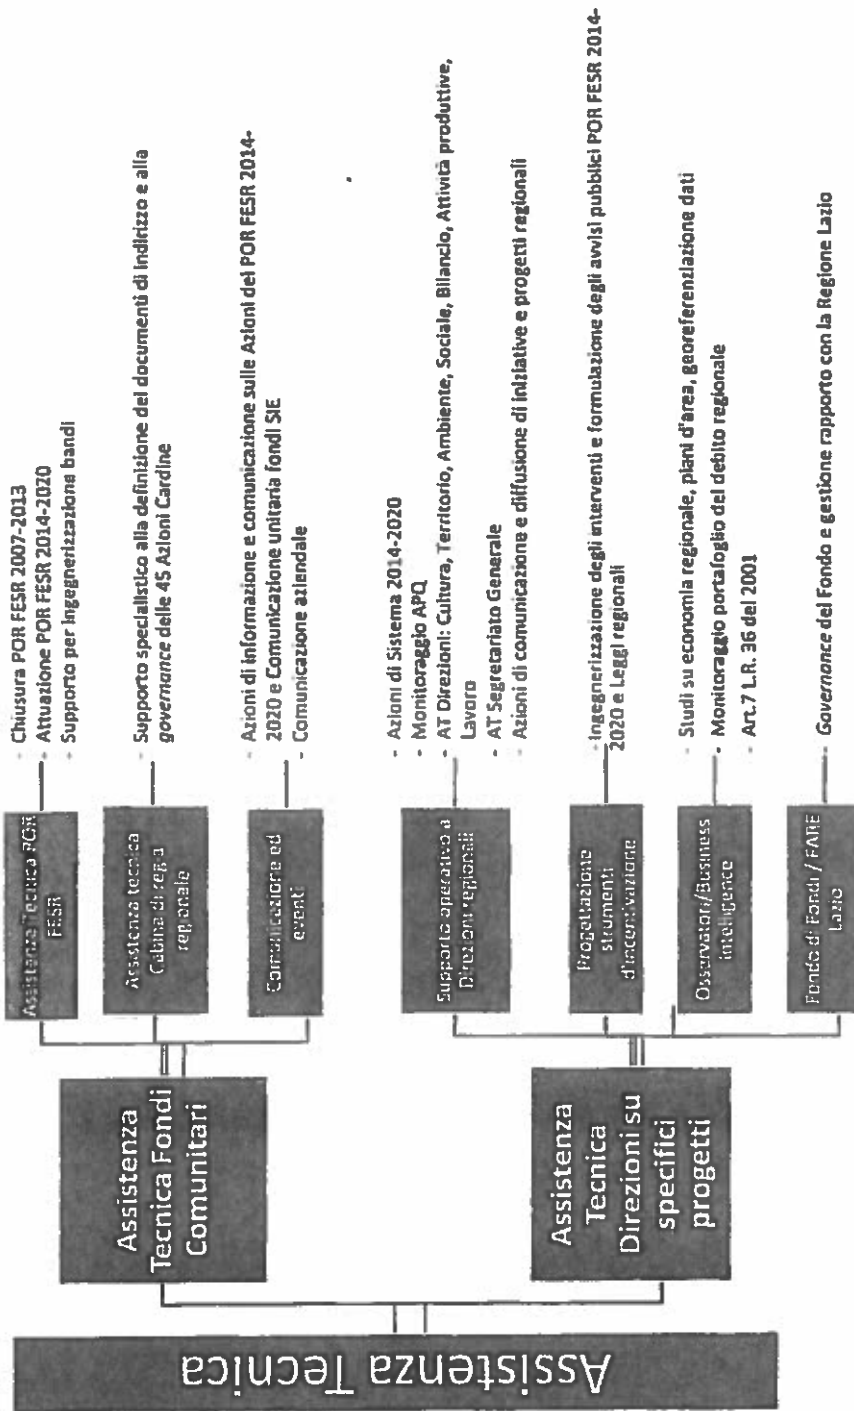 Assistenza Tecnica
Assistenza
Tecnica Fondi
Comunitari
Assistenza Tecnica POR
FESR
- Chiusura POR FESR 2007-2013
- Attuazione POR FESR 2014-2020
- Supporto per ingegnerizzazione bandi
Assistenza tecnica
Cabina di regia
regionale
- Supporto specialistico alla definizione dei documenti di indirizzo e alla
governance delle 45 Azioni Cardine
Comunicazione ed
eventi
- Azioni di informazione e comunicazione sulle Azioni del POR FESR 2014-
2020 e Comunicazione unitaria fondi SIE
- Comunicazione aziendale
Assistenza
Tecnica
Direzioni su
specifici
progetti
Supporto operativo a
Direzioni regionali
- Azioni di Sistema 2014-2020
- Monitoraggio APQ
- AT Direzioni: Cultura, Territorio, Ambiente, Sociale, Bilancio, Attività produttive,
Lavoro
- AT Segretariato Generale
- Azioni di comunicazione e diffusione di iniziative e progetti regionali
Progettazione
strumenti
d'incentivazione
- Ingegnerizzazione degli interventi e formulazione degli avvisi pubblici POR FESR 2014-
2020 e Leggi regionali
Osservatori/Business
intelligence
- Studi su economia regionale, piani d'area, georeferenziazione dati
- Monitoraggio portafoglio del debito regionale
- Art.7 L.R. 36 del 2001
Fondo di Fondi / FARE
Lazio
- Governance del Fondo e gestione rapporto con la Regione Lazio